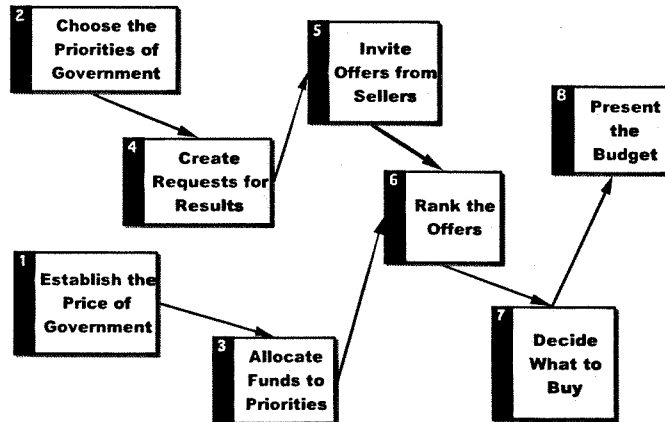 2
Choose the
Priorities of
Government
5
Invite
Offers from
Sellers
8
Present
the
Budget
4
Create
Requests for
Results
6
Rank the
Offers
1
Establish the
Price of
Government
3
Allocate
Funds to
Priorities
7
Decide
What to
Buy